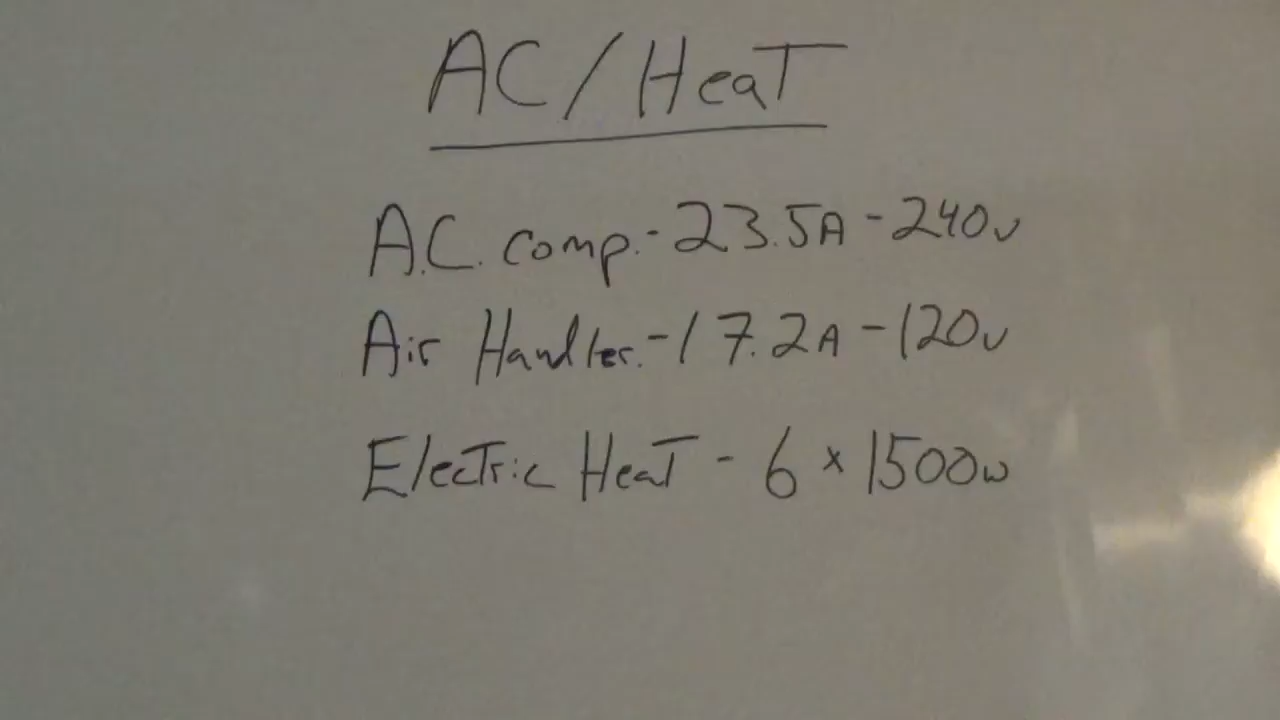 AC/HeaT
A.C. comp.-23.5A-240v
Air Handler.-17.2A-120v
Electric HeaT - 6 x 1500w